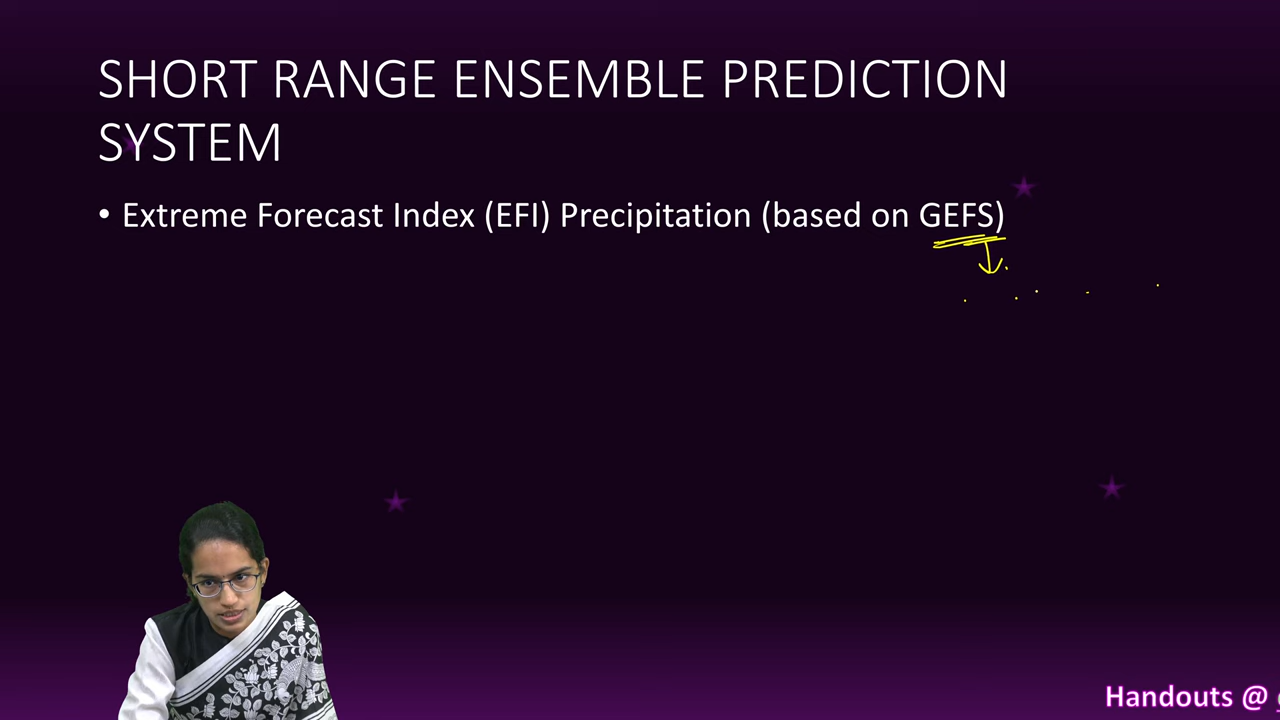 SHORT RANGE ENSEMBLE PREDICTION
SYSTEM
• Extreme Forecast Index (EFI) Precipitation (based on GEFS)
Handouts @